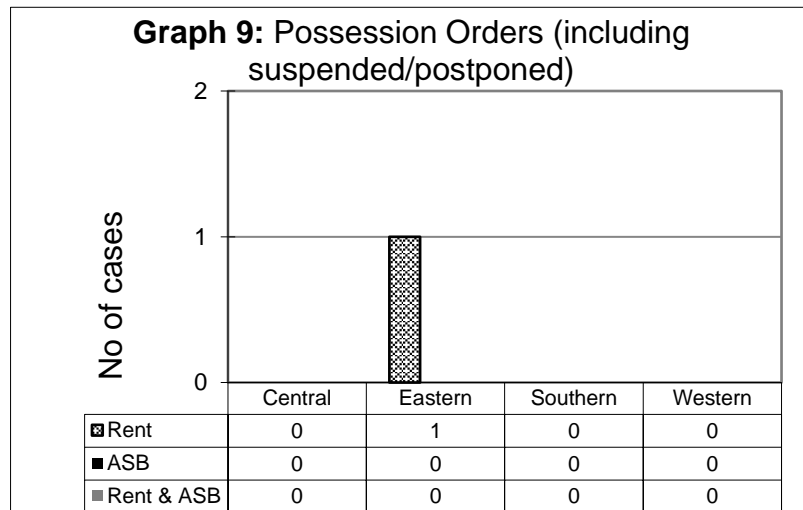 Graph 9: Possession Orders (including
suspended/postponed)
2
1
0
No of cases
Central Eastern Southern Western
Rent 0 1 0 0
ASB 0 0 0 0
Rent & ASB 0 0 0 0